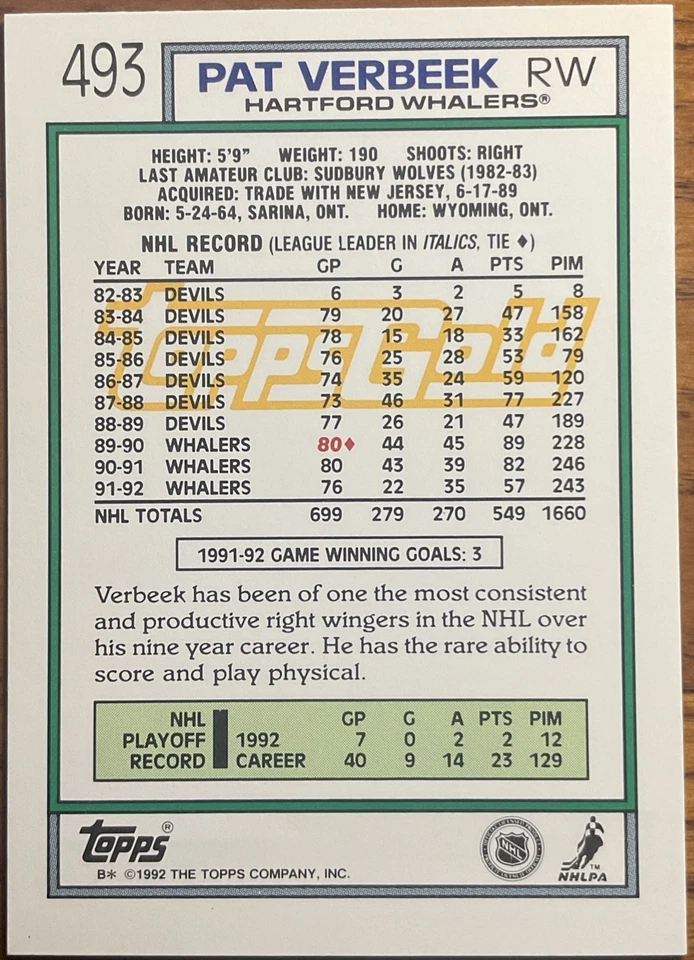 493
PAT VERBEEK RW
HARTFORD WHALERS®
HEIGHT: 5'9" WEIGHT: 190 SHOOTS: RIGHT
LAST AMATEUR CLUB: SUDBURY WOLVES (1982-83)
ACQUIRED: TRADE WITH NEW JERSEY, 6-17-89
BORN: 5-24-64, SARINA, ONT. HOME: WYOMING, ONT.
NHL RECORD (LEAGUE LEADER IN ITALICS, TIE ♦)
YEAR TEAM GP G A PTS PIM
82-83 DEVILS 6 3 2 5 8
83-84 DEVILS 79 20 27 47 158
84-85 DEVILS 78 15 18 33 162
85-86 DEVILS 76 25 28 53 79
86-87 DEVILS 74 35 24 59 120
87-88 DEVILS 73 46 31 77 227
88-89 DEVILS 77 26 21 47 189
89-90 WHALERS 80♦ 44 45 89 228
90-91 WHALERS 80 43 39 82 246
91-92 WHALERS 76 22 35 57 243
NHL TOTALS 699 279 270 549 1660
ToppsGold
1991-92 GAME WINNING GOALS: 3
Verbeek has been of one the most consistent
and productive right wingers in the NHL over
his nine year career. He has the rare ability to
score and play physical.
NHL GP G A PTS PIM
PLAYOFF 1992 7 0 2 2 12
RECORD CAREER 40 9 14 23 129
TOPPS®
B* ©1992 THE TOPPS COMPANY, INC.
NHL
TM
NHLPA